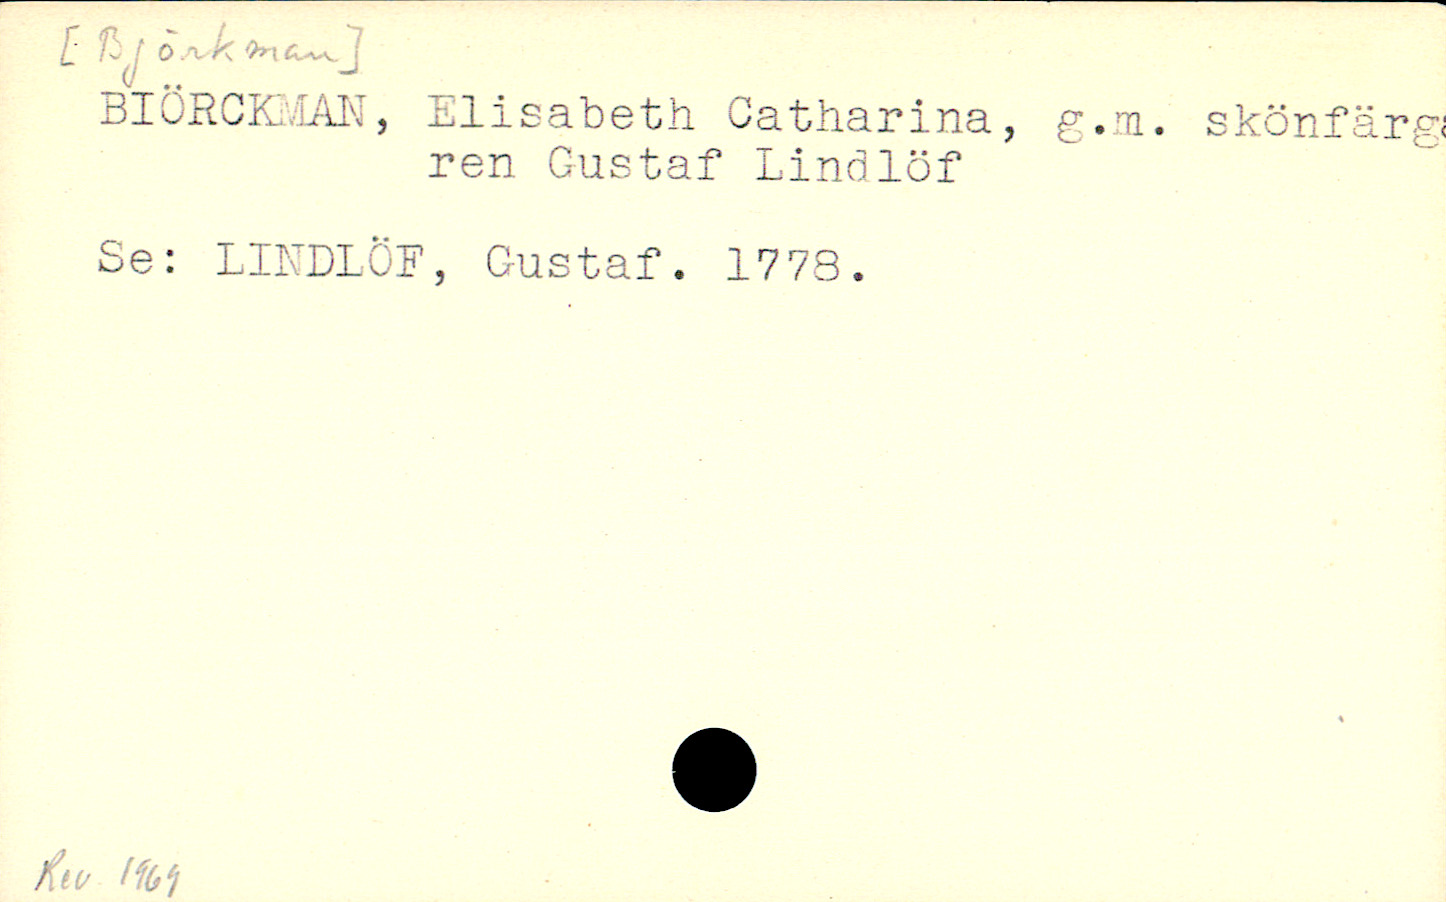 [Björkman]
BIÖRCKMAN, Elisabeth Catharina, g.m. skönfärga
ren Gustaf Lindlöf
Se: LINDLÖF, Gustaf. 1778.
Rev. 1969